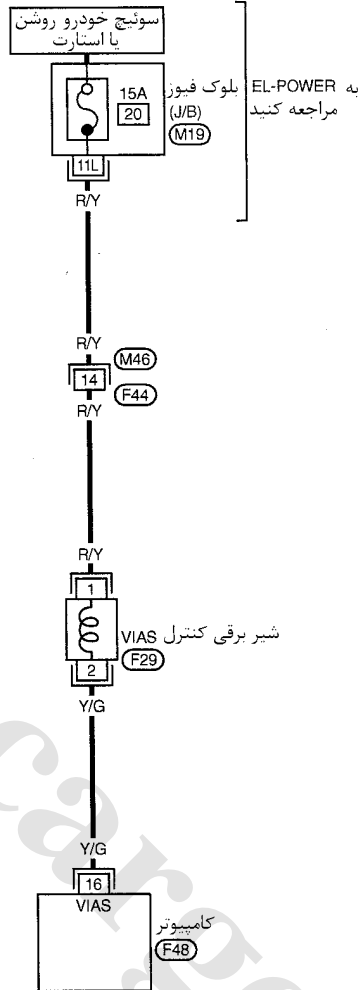 سوئیچ خودرو روشن
یا استارت
15A
20
بلوک فیوز
(J/B)
M19
به EL-POWER
مراجعه کنید
11L
R/Y
R/Y
M46
14
F44
R/Y
R/Y
1
شیر برقی کنترل VIAS
F29
2
Y/G
Y/G
16
VIAS
کامپیوتر
F48
carge